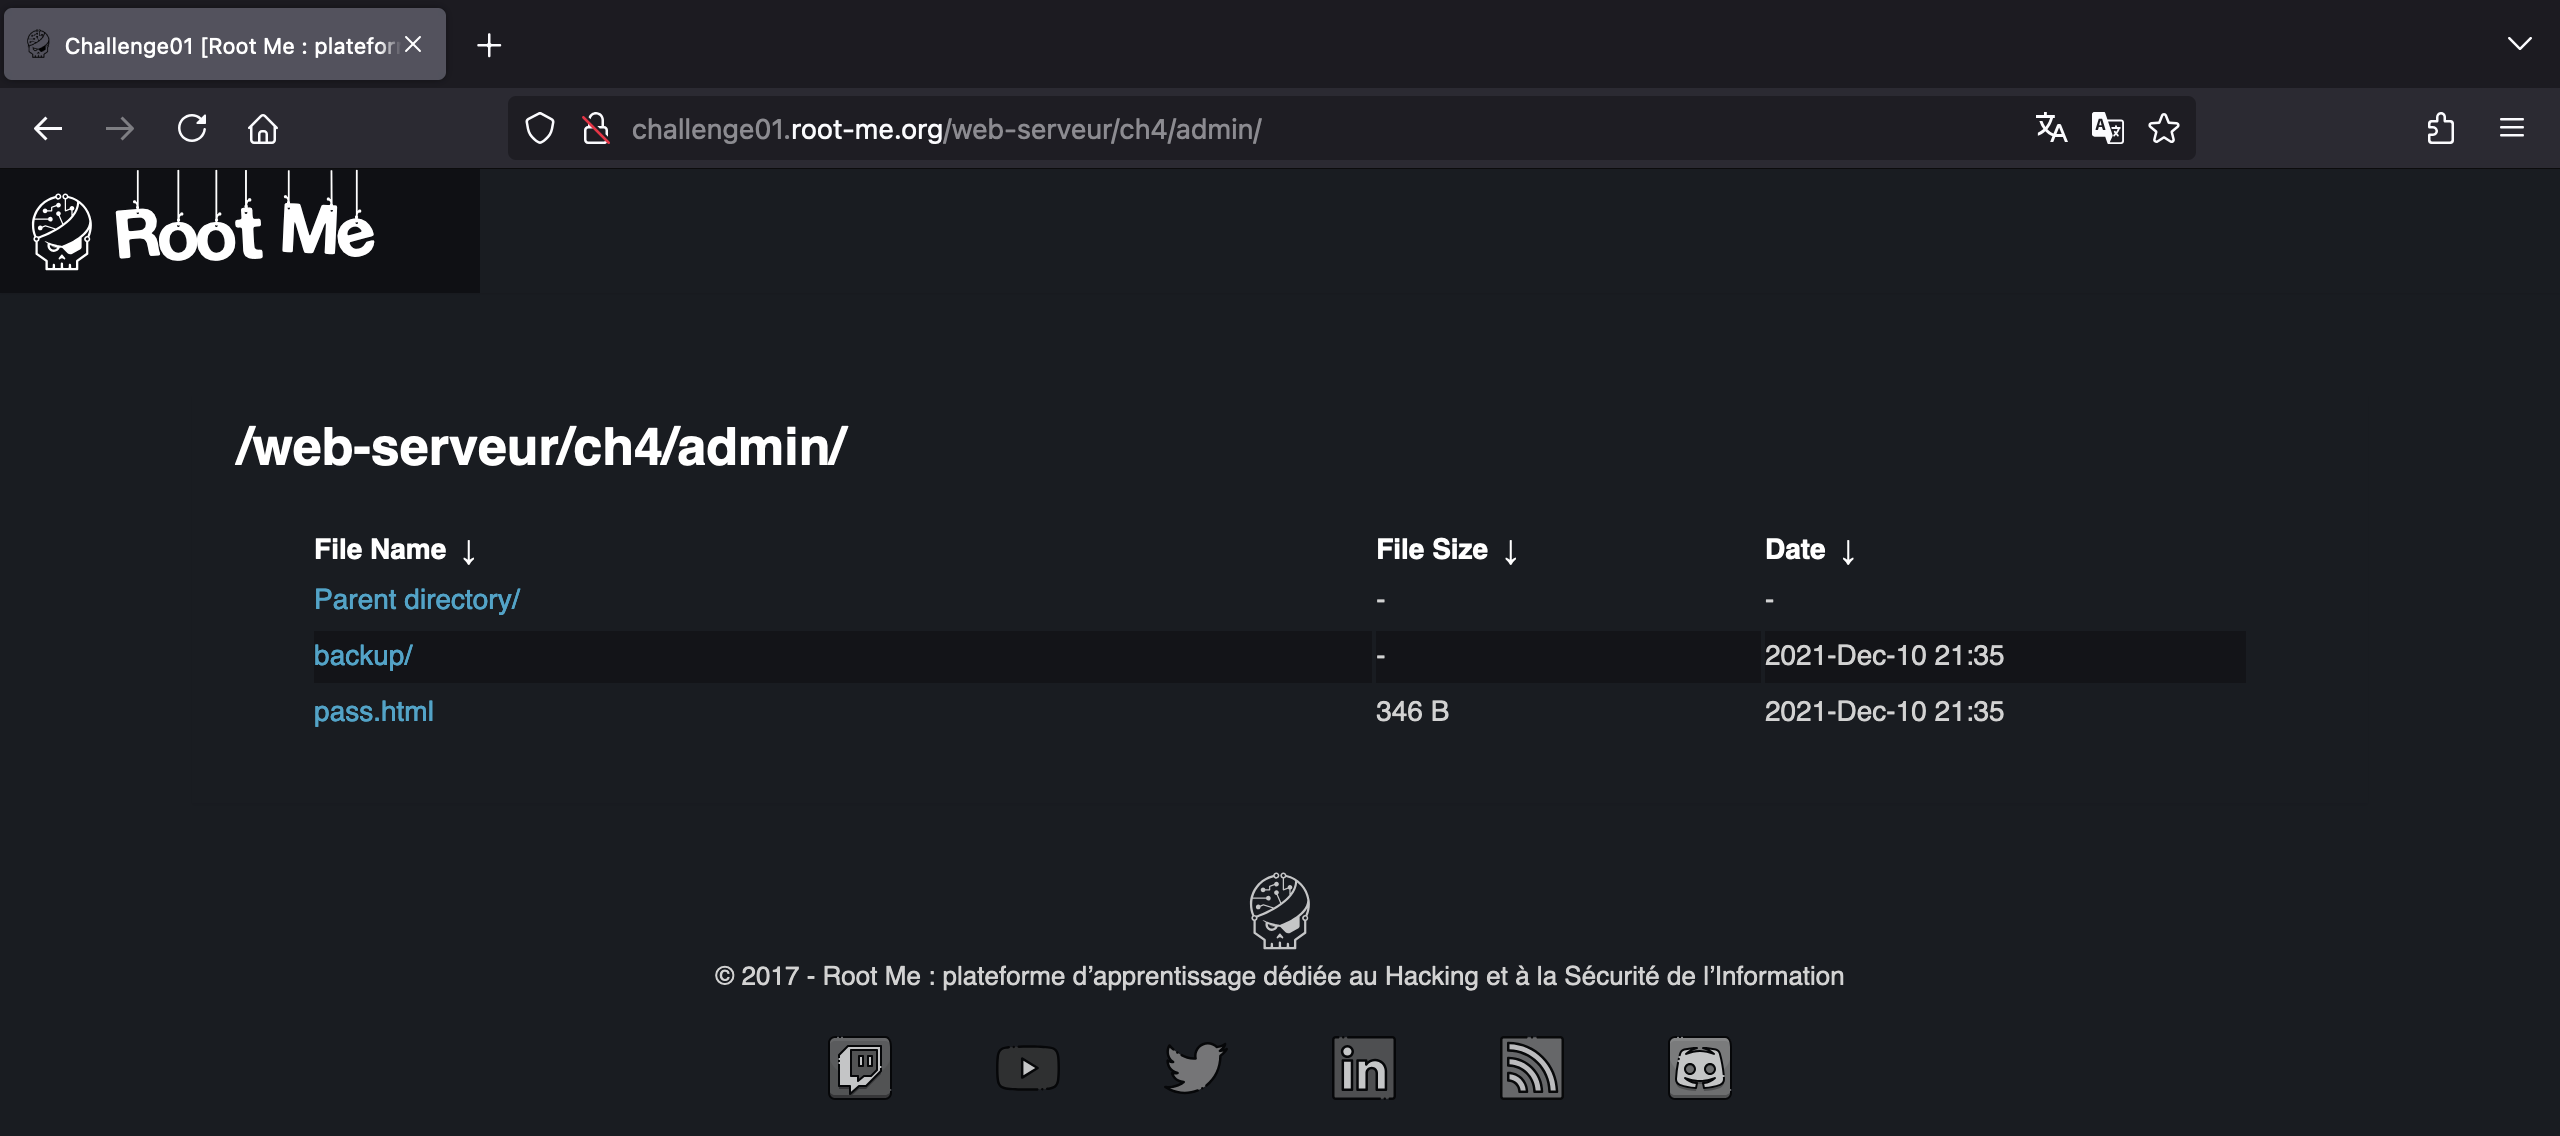 Challenge01 [Root Me : platefor
challenge01.root-me.org/web-serveur/ch4/admin/
Root Me
/web-serveur/ch4/admin/
File Name ↓ File Size ↓ Date ↓
Parent directory/ - -
backup/ - 2021-Dec-10 21:35
pass.html 346 B 2021-Dec-10 21:35
© 2017 - Root Me : plateforme d’apprentissage dédiée au Hacking et à la Sécurité de l’Information
in